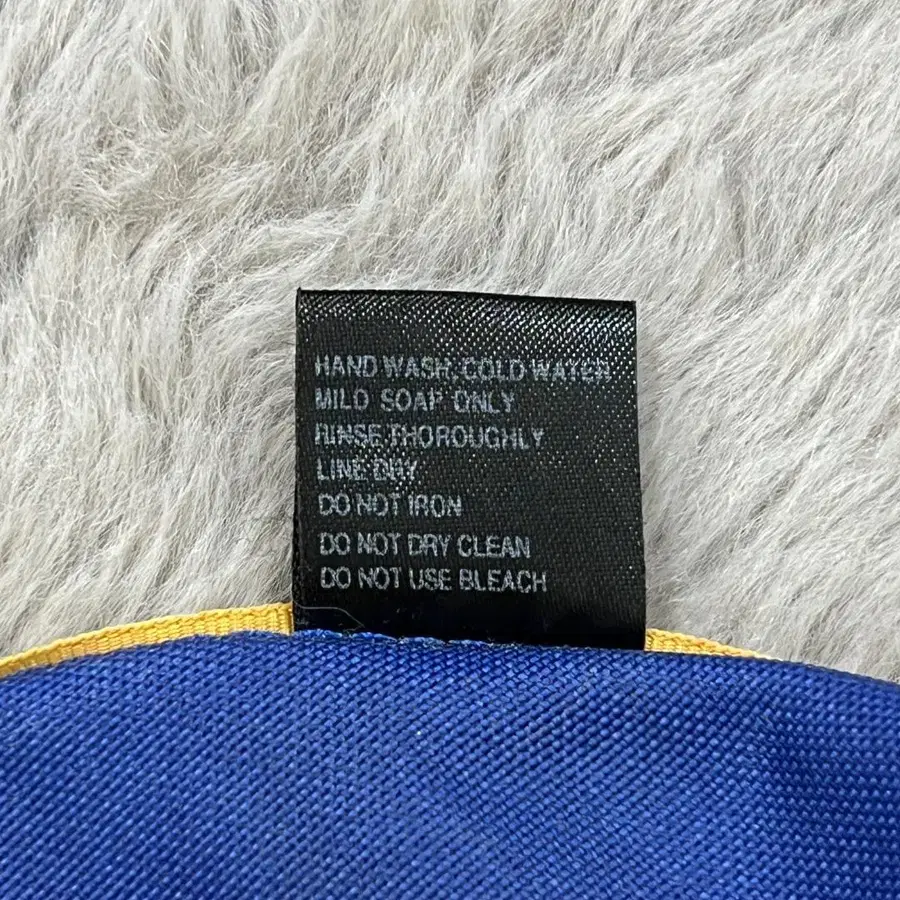 HAND WASH, COLD WATER
MILD SOAP ONLY
RINSE THOROUGHLY
LINE DRY
DO NOT IRON
DO NOT DRY CLEAN
DO NOT USE BLEACH